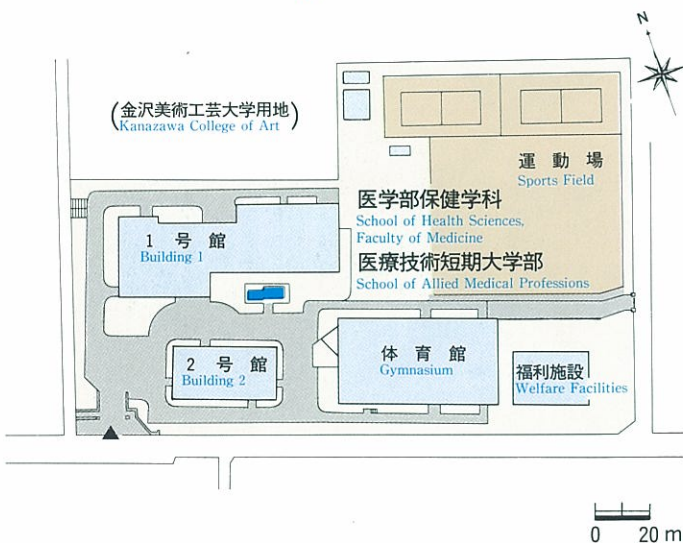 N
(金沢美術工芸大学用地)
Kanazawa College of Art
運動場
Sports Field
医学部保健学科
School of Health Sciences,
Faculty of Medicine
医療技術短期大学部
School of Allied Medical Professions
1号館
Building 1
2号館
Building 2
体育館
Gymnasium
福利施設
Welfare Facilities
0 20 m